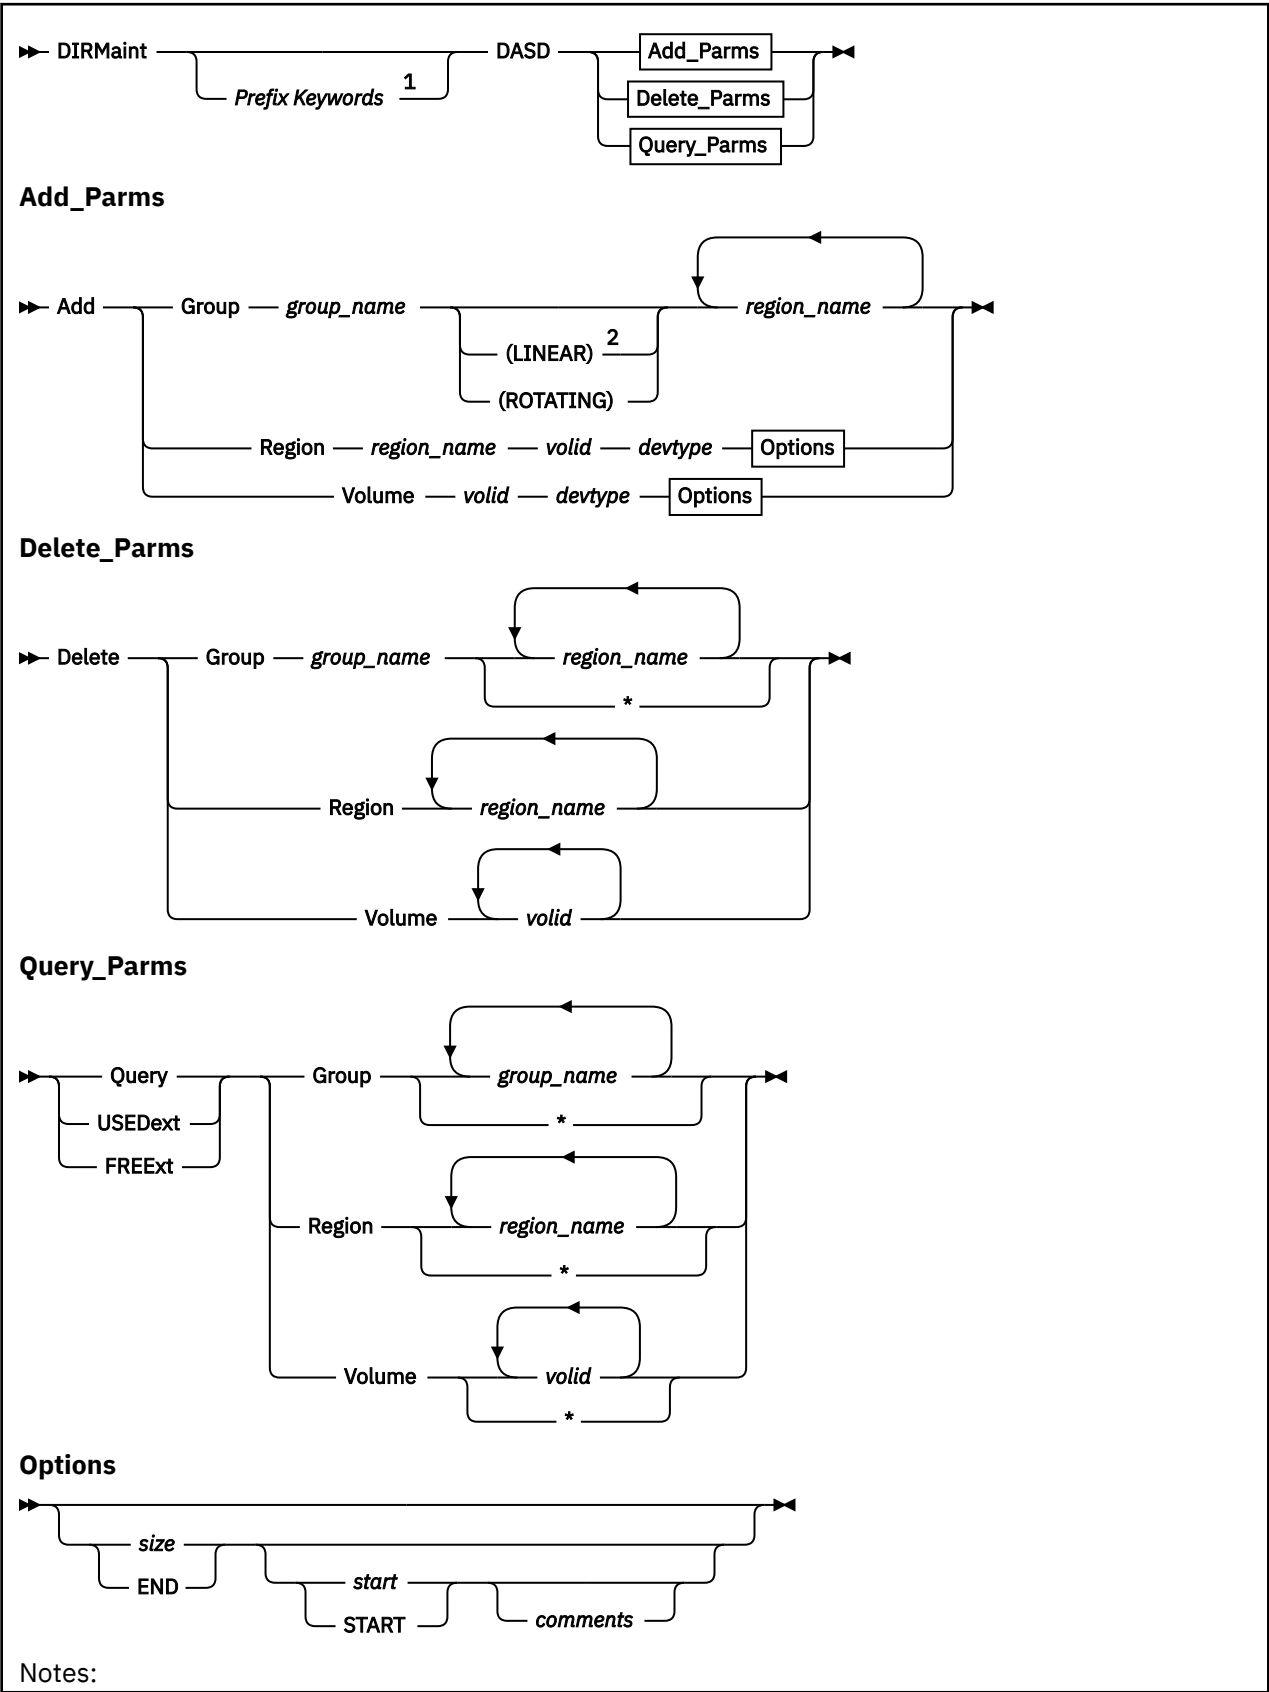 DIRMaint DASD Add_Parms
Prefix Keywords 1 Delete_Parms
Query_Parms
Add_Parms
Add Group group_name region_name
(LINEAR) 2
(ROTATING)
Region region_name volid devtype Options
Volume volid devtype Options
Delete_Parms
Delete Group group_name region_name
*
Region region_name
Volume volid
Query_Parms
Query Group group_name
USEDext *
FREExt
Region region_name
*
Volume volid
*
Options
size
END start
START comments
Notes: